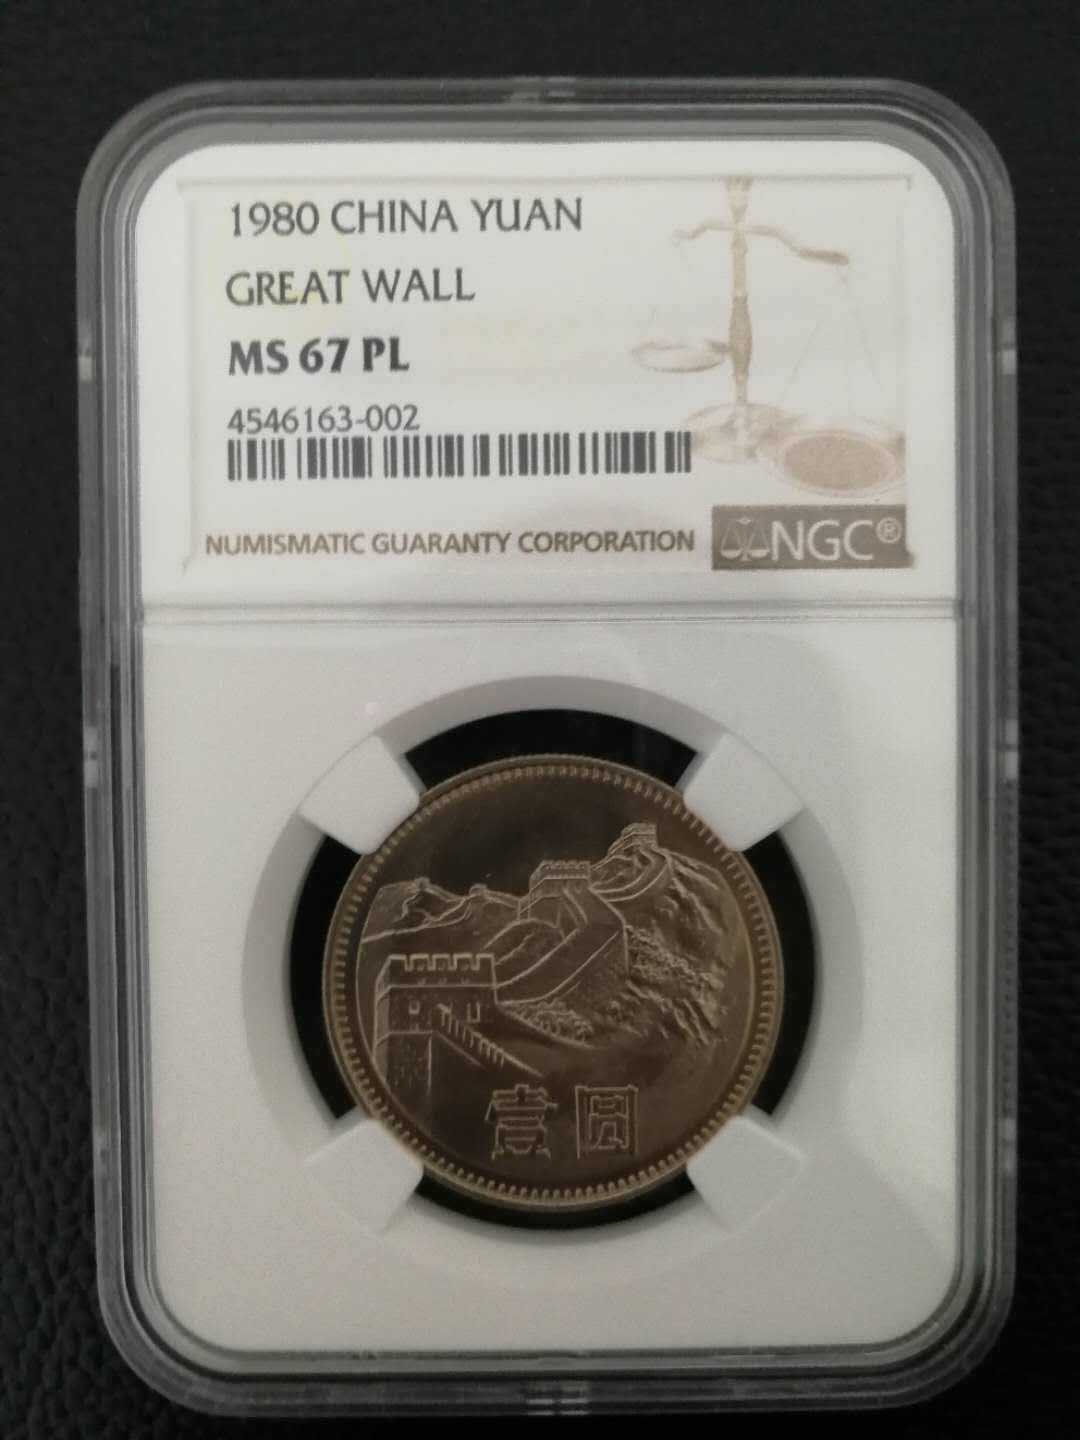 1980 CHINA YUAN
GREAT WALL
MS 67 PL
4546163-002
NUMISMATIC GUARANTY CORPORATION
NGC®
壹圆